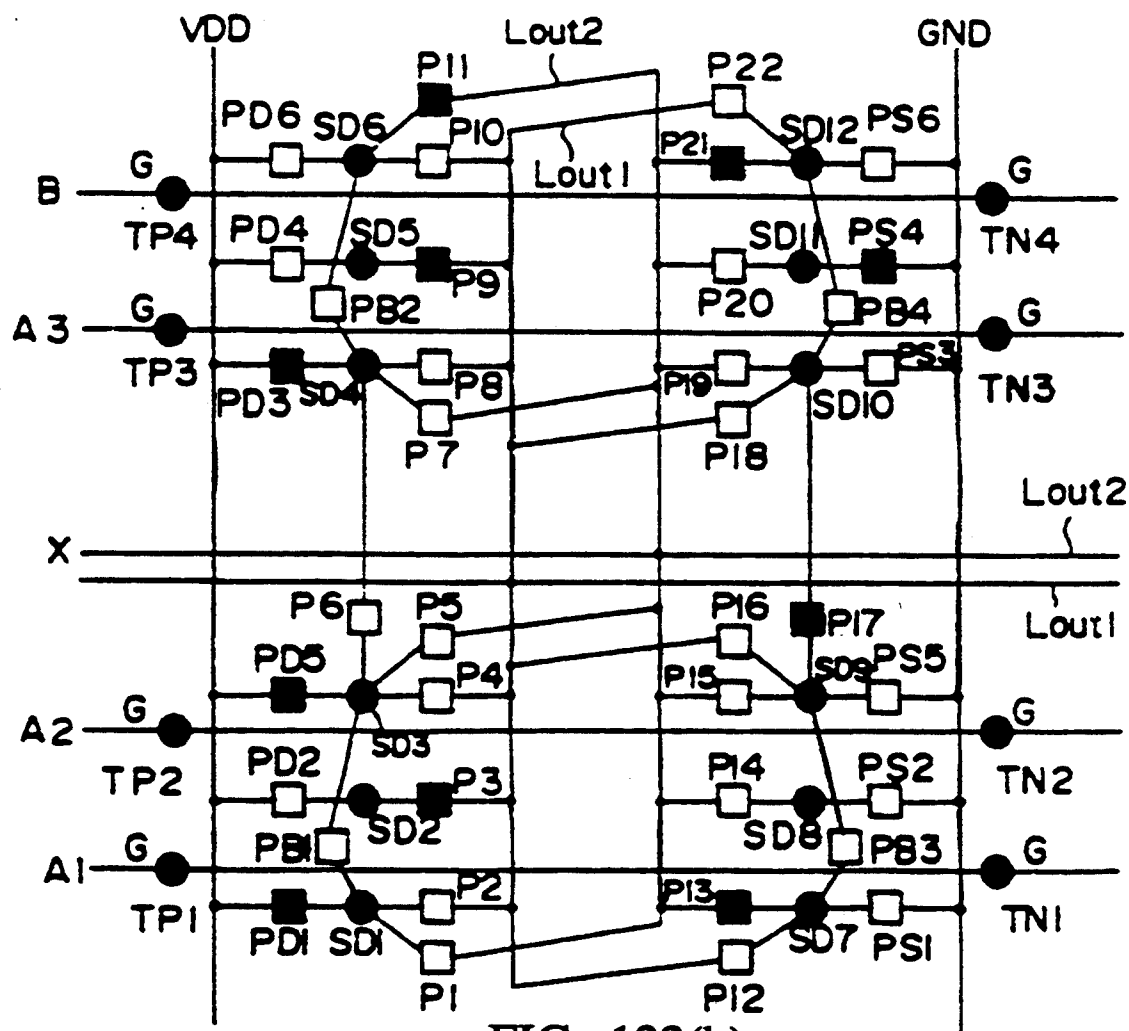 VDD Lout2 GND
P11 P22
PD6 SD6 P10 P21 SD12 PS6
Lout1
B G G
TP4 PD4 SD5 SD11 PS4 TN4
P9 P20
PB2 PB4
A3 G G
TP3 PD3 SD4 P8 P19 SD10 PS3 TN3
P7 P18
Lout2
X
P6 P5 P16 P17 Lout1
PD5 P4 P15 SD9 PS5
A2 G SD3 G
TP2 PD2 P3 P14 PS2 TN2
SD2 SD8
PB1 PB3
A1 G G
TP1 PD1 SD1 P2 P13 SD7 PS1 TN1
P1 P12